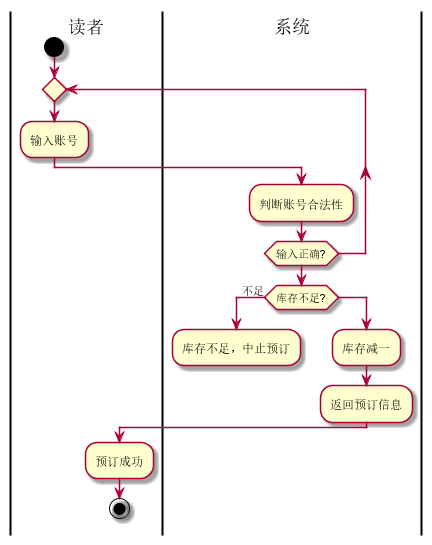 读者
系统
输入账号
判断账号合法性
输入正确?
不足
库存不足?
库存不足，中止预订
库存减一
返回预订信息
预订成功